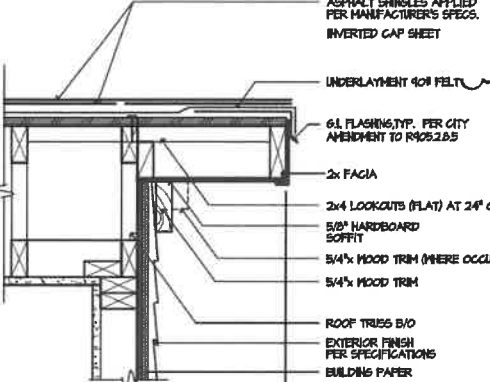 ASPHALT SHINGLES APPLIED
PER MANUFACTURER'S SPECS.
INVERTED CAP SHEET
UNDERLAYMENT 40# FELT
G.I. FLASHING, TYP. PER CITY
AMENDMENT TO R905.2.8.5
2x FACIA
2x4 LOOKOUTS (FLAT) AT 24"
5/8" HARDBOARD
SOFFIT
5/4"x WOOD TRIM (WHERE
5/4"x WOOD TRIM
ROOF TRUSS B/O
EXTERIOR FINISH
PER SPECIFICATIONS
BUILDING PAPER